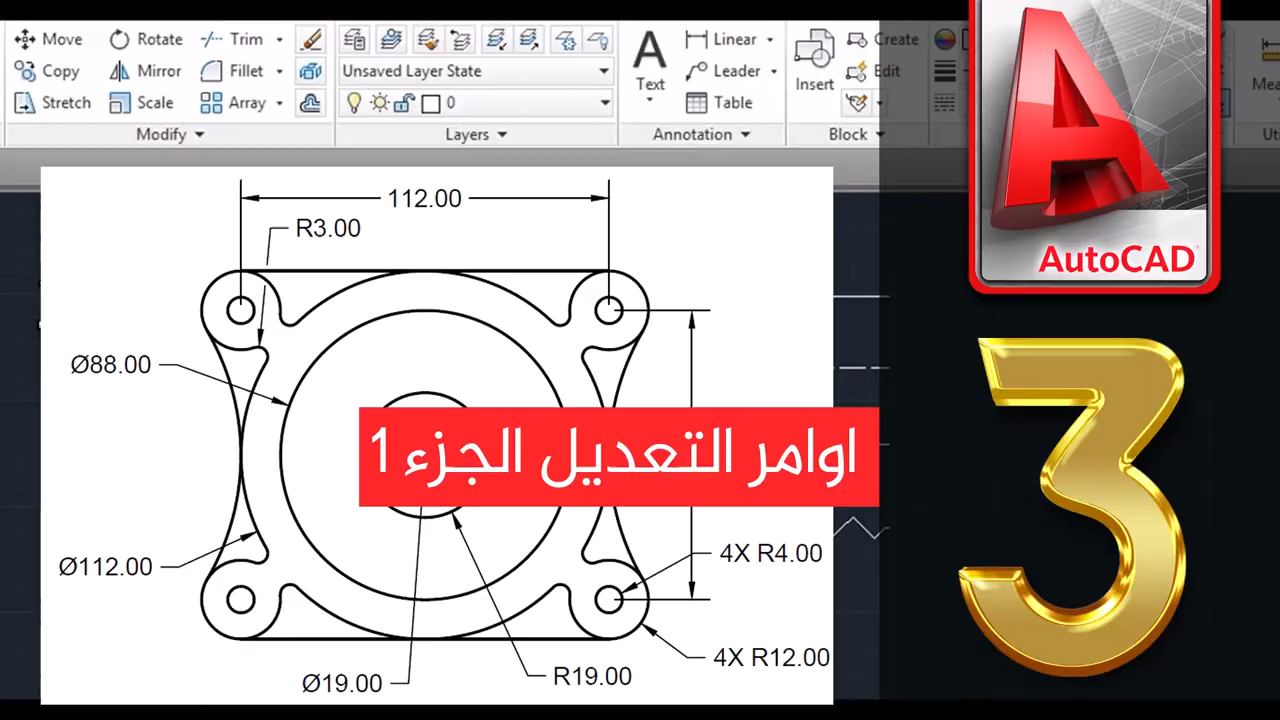 Move Rotate Trim
Copy Mirror Fillet
Stretch Scale Array
Modify
Unsaved Layer State
0
Layers
Text
Linear
Leader
Table
Annotation
Insert
Create
Edit
Block
AutoCAD
3
112.00
R3.00
Ø88.00
اوامر التعديل الجزء 1
Ø112.00
4X R4.00
4X R12.00
Ø19.00
R19.00